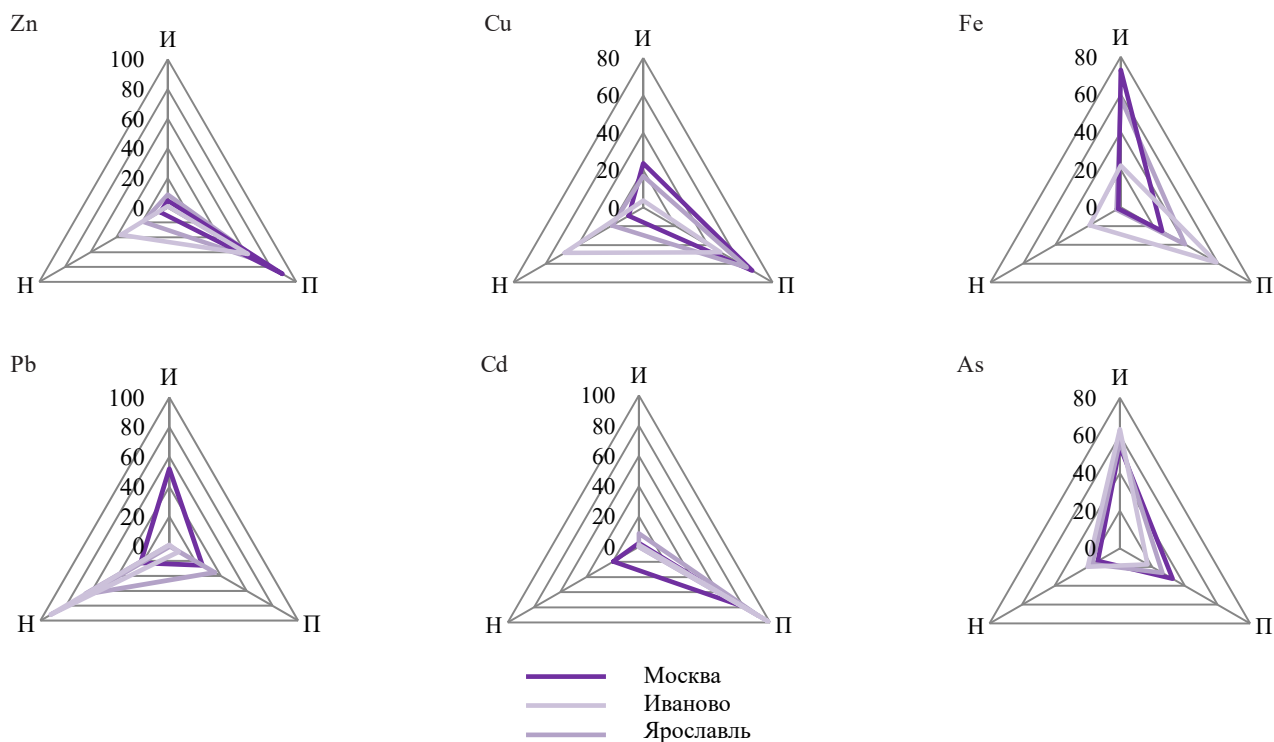 Zn
И
100
80
60
40
20
0
Н
П
Cu
И
80
60
40
20
0
Н
П
Fe
И
80
60
40
20
0
Н
П
Pb
И
100
80
60
40
20
0
Н
П
Cd
И
100
80
60
40
20
0
Н
П
As
И
80
60
40
20
0
Н
П
Москва
Иваново
Ярославль